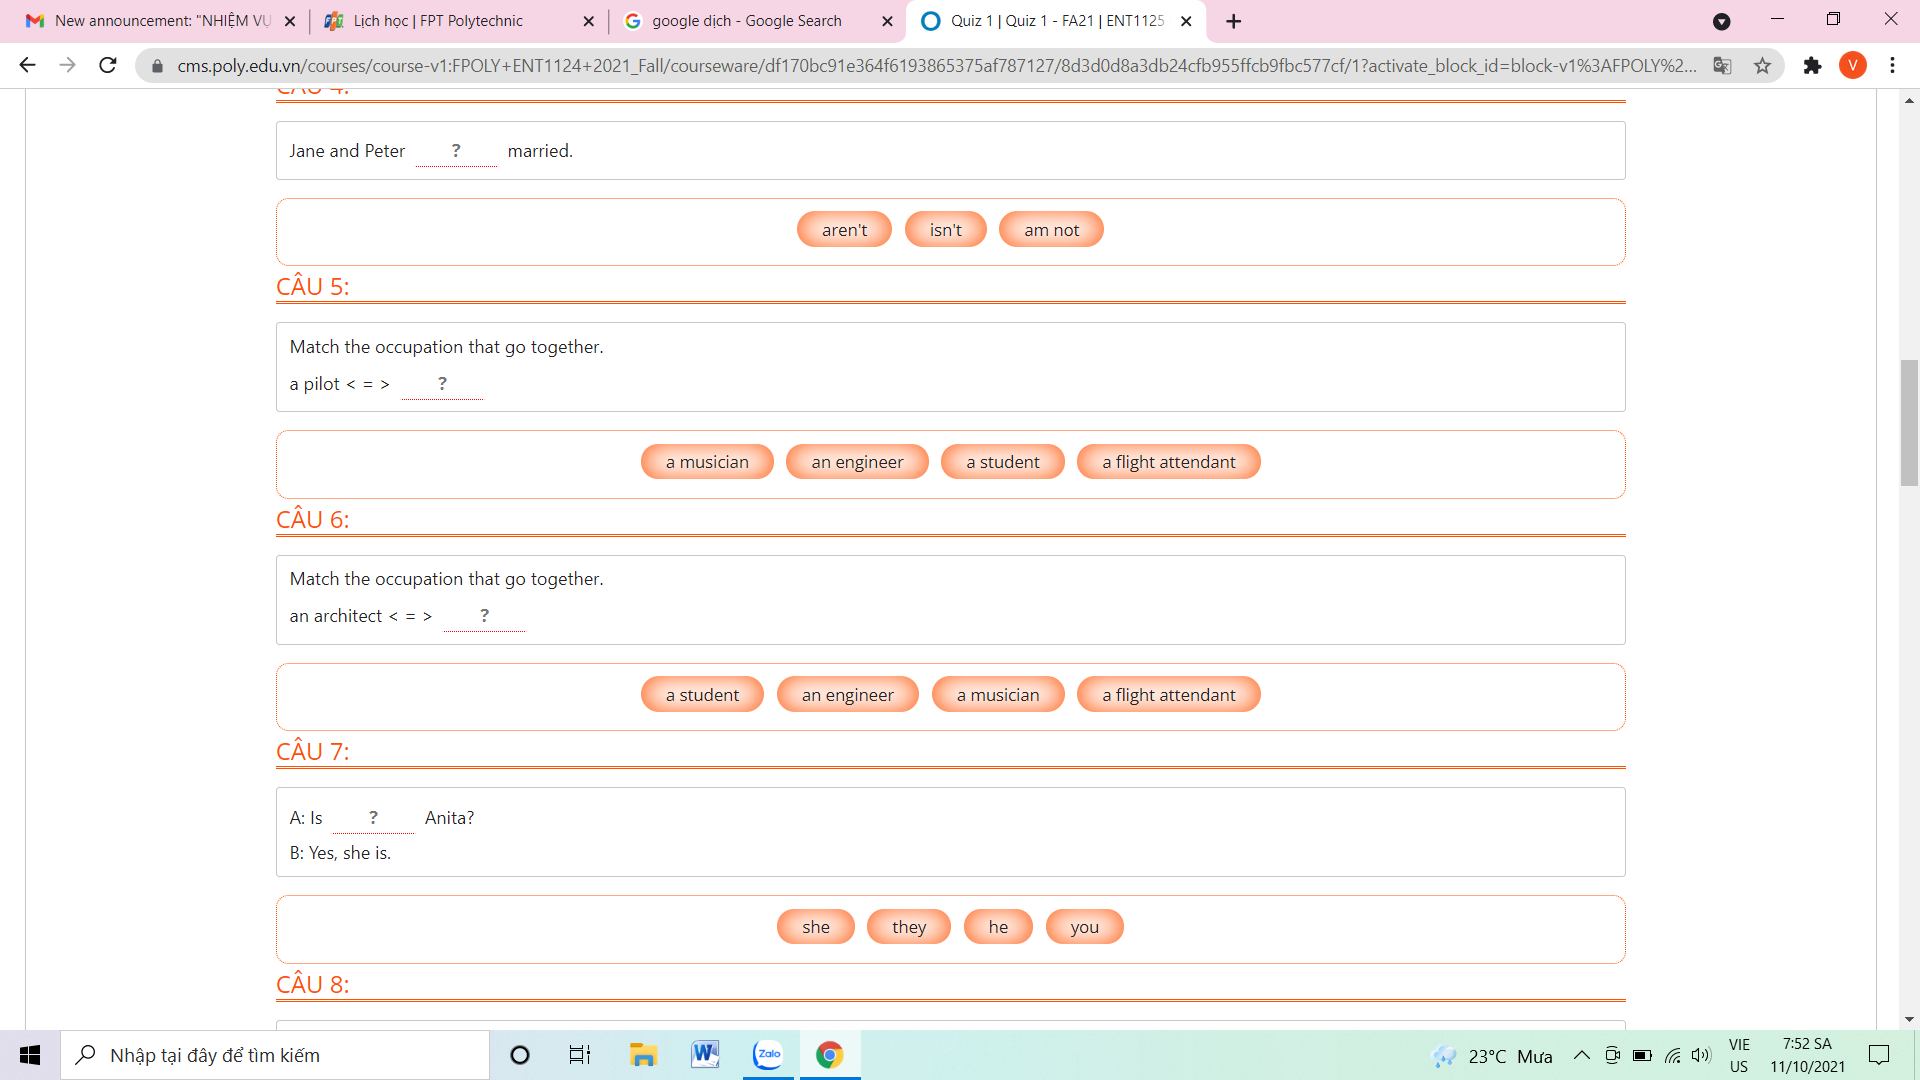 New announcement: "NHIỆM VỤ
Lịch học | FPT Polytechnic
google dịch - Google Search
Quiz 1 | Quiz 1 - FA21 | ENT1125
cms.poly.edu.vn/courses/course-v1:FPOLY+ENT1124+2021_Fall/courseware/df170bc91e364f6193865375af787127/8d3d0d8a3db24cfb955ffcb9fbc577cf/1?activate_block_id=block-v1%3AFPOLY%2...
V
CÂU 4:
Jane and Peter ? married.
aren't isn't am not
CÂU 5:
Match the occupation that go together.
a pilot < = > ?
a musician an engineer a student a flight attendant
CÂU 6:
Match the occupation that go together.
an architect < = > ?
a student an engineer a musician a flight attendant
CÂU 7:
A: Is ? Anita?
B: Yes, she is.
she they he you
CÂU 8:
Nhập tại đây để tìm kiếm
Zalo
23°C Mưa
VIE
US
7:52 SA
11/10/2021